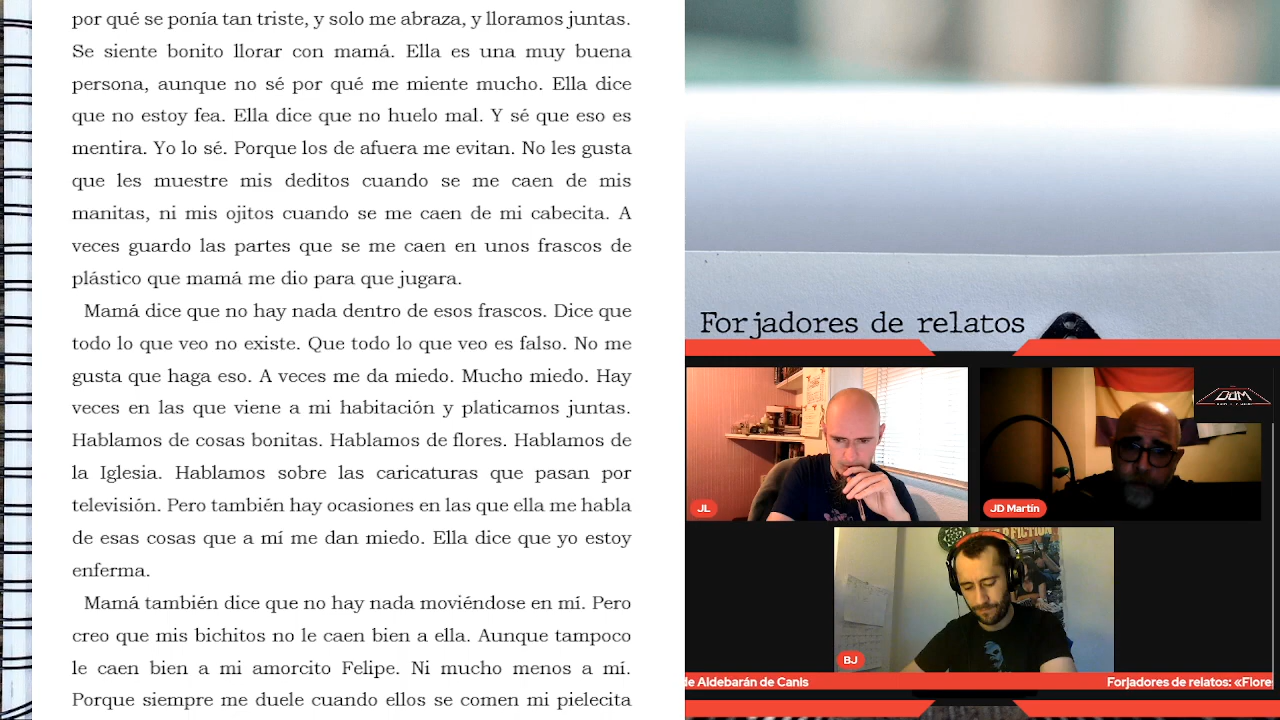 por qué se ponía tan triste, y solo me abraza, y lloramos juntas.
Se siente bonito llorar con mamá. Ella es una muy buena
persona, aunque no sé por qué me miente mucho. Ella dice
que no estoy fea. Ella dice que no huelo mal. Y sé que eso es
mentira. Yo lo sé. Porque los de afuera me evitan. No les gusta
que les muestre mis deditos cuando se me caen de mis
manitas, ni mis ojitos cuando se me caen de mi cabecita. A
veces guardo las partes que se me caen en unos frascos de
plástico que mamá me dio para que jugara.
Mamá dice que no hay nada dentro de esos frascos. Dice que
todo lo que veo no existe. Que todo lo que veo es falso. No me
gusta que haga eso. A veces me da miedo. Mucho miedo. Hay
veces en las que viene a mi habitación y platicamos juntas.
Hablamos de cosas bonitas. Hablamos de flores. Hablamos de
la Iglesia. Hablamos sobre las caricaturas que pasan por
televisión. Pero también hay ocasiones en las que ella me habla
de esas cosas que a mí me dan miedo. Ella dice que yo estoy
enferma.
Mamá también dice que no hay nada moviéndose en mí. Pero
creo que mis bichitos no le caen bien a ella. Aunque tampoco
le caen bien a mi amorcito Felipe. Ni mucho menos a mí.
Porque siempre me duele cuando ellos se comen mi pielecita
Forjadores de relatos
JL
JD Martín
FICTION
BJ
de Aldebarán de Canis
Forjadores de relatos: «Flore